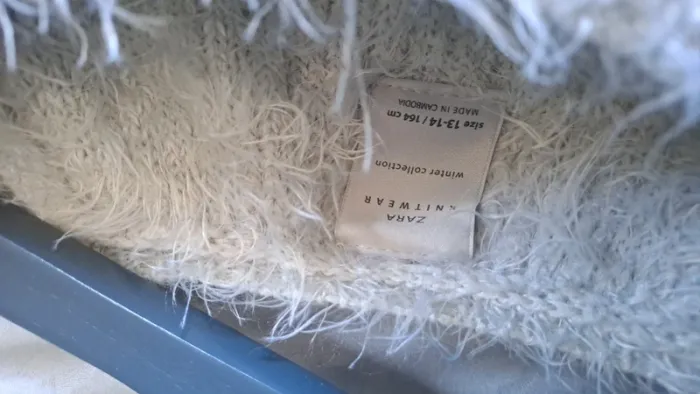 ZARA
KNITWEAR
winter collection
size 13-14 / 164 cm
MADE IN CAMBODIA